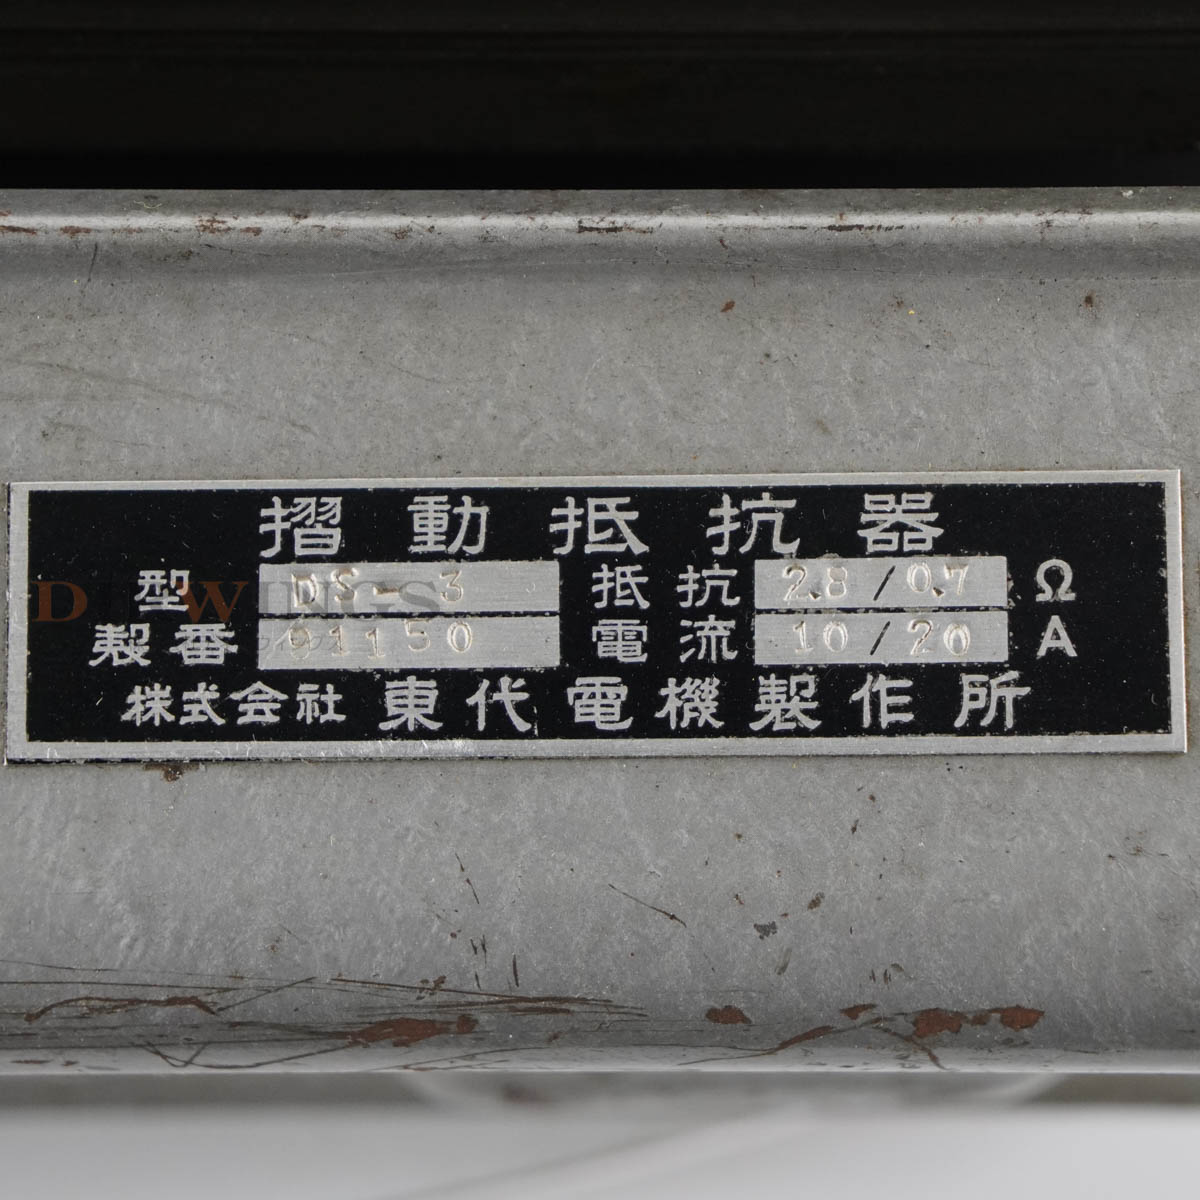 摺動抵抗器
型 DS-3 抵抗 2.8/0.7 Ω
製番 91150 電流 10/20 A
株式会社 東代電機製作所